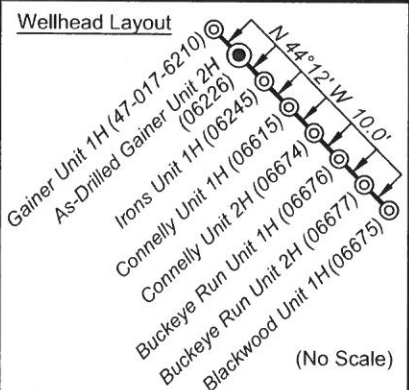 Wellhead Layout
N 44°12' W 10.0'
Gainer Unit 1H (47-017-6210)
As-Drilled Gainer Unit 2H
(06226)
Irons Unit 1H (06245)
Connelly Unit 1H (06615)
Connelly Unit 2H (06674)
Buckeye Run Unit 1H (06676)
Buckeye Run Unit 2H (06677)
Blackwood Unit 1H (06675)
(No Scale)